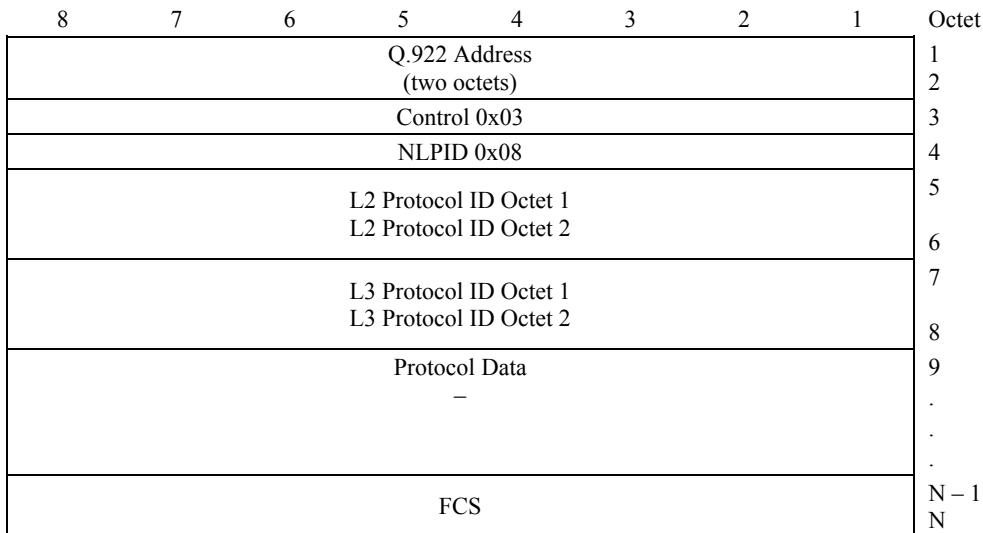 8 7 6 5 4 3 2 1 Octet
Q.922 Address 1
(two octets) 2
Control 0x03 3
NLPID 0x08 4
5
L2 Protocol ID Octet 1
L2 Protocol ID Octet 2
6
7
L3 Protocol ID Octet 1
L3 Protocol ID Octet 2
8
Protocol Data 9
– .
.
.
N – 1
FCS
N